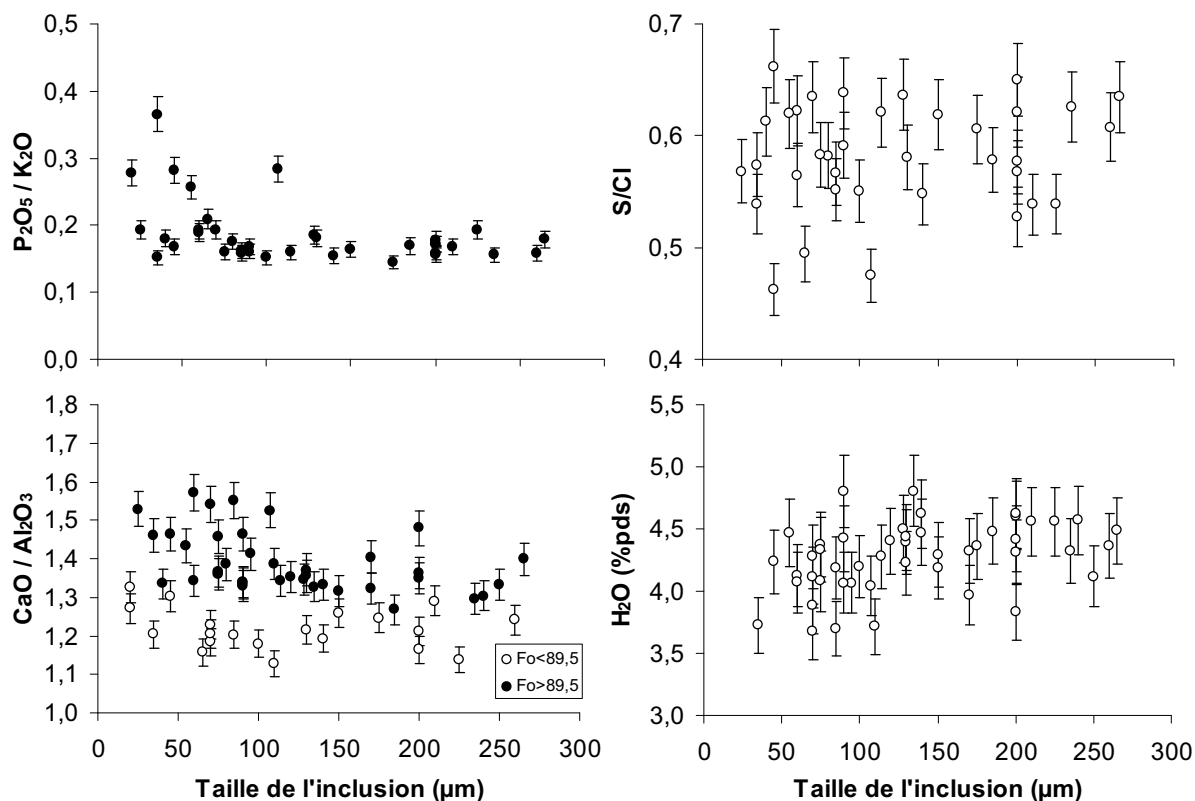 0,5
0,4
0,3
0,2
0,1
0,0
P₂O₅ / K₂O
0,7
0,6
0,5
0,4
S/Cl
1,8
1,7
1,6
1,5
1,4
1,3
1,2
1,1
1,0
CaO / Al₂O₃
Fo<89,5
Fo>89,5
0 50 100 150 200 250 300
Taille de l'inclusion (µm)
5,5
5,0
4,5
4,0
3,5
3,0
H₂O (%pds)
0 50 100 150 200 250 300
Taille de l'inclusion (µm)